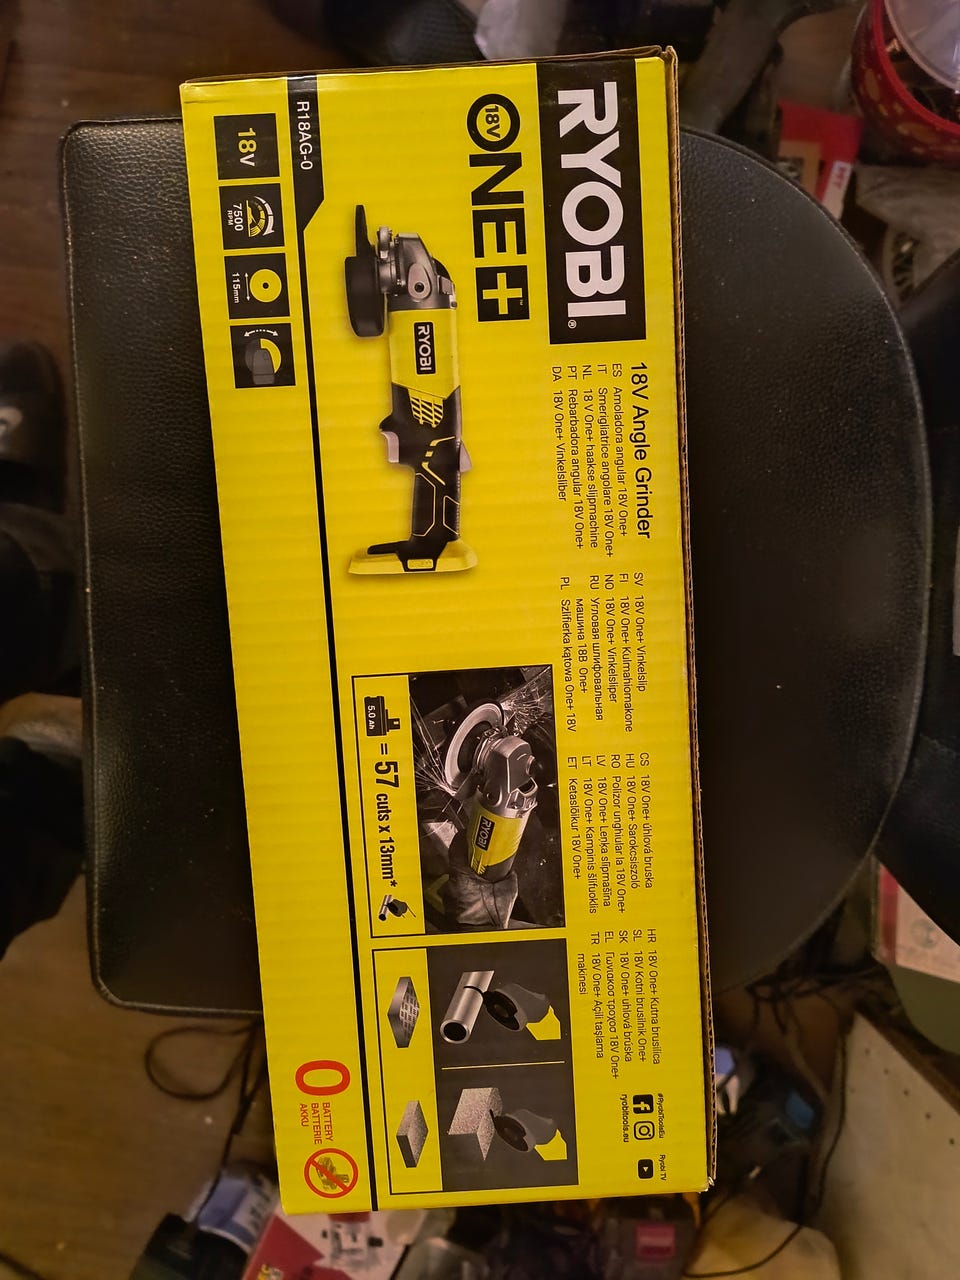 RYOBI®
18V ONE+™
18V Angle Grinder
ES Amoladora angular 18V One+
IT Smerigliatrice angolare 18V One+
NL 18 V One+ haakse slijpmachine
PT Rebarbadora angular 18V One+
DA 18V One+ Vinkelsliber
SV 18V One+ Vinkelslip
FI 18V One+ Kulmahiomakone
NO 18V One+ Vinkelsliper
RU Угловая шлифовальная
машина 18В One+
PL Szlifierka kątowa One+ 18V
CS 18V One+ úhlová bruska
HU 18V One+ Sarokcsiszoló
RO Polizor unghiular la 18V One+
LV 18V One+ Leņķa slīpmašīna
LT 18V One+ Kampinis šlifuoklis
ET Ketaslõikur 18V One+
HR 18V One+ Kutna brusilica
SL 18V Kotni brusilnik One+
SK 18V One+ uhlová brúska
EL Γωνιακοσ τροχοσ 18V One+
TR 18V One+ Açili taşlama
makinesi
#RyobiToolsEu
ryobitools.eu
Ryobi TV
RYOBI
RYOBI
5.0 Ah = 57 cuts x 13mm*
R18AG-0
18V
7500
RPM
115mm
0 BATTERY
BATTERIE
AKKU